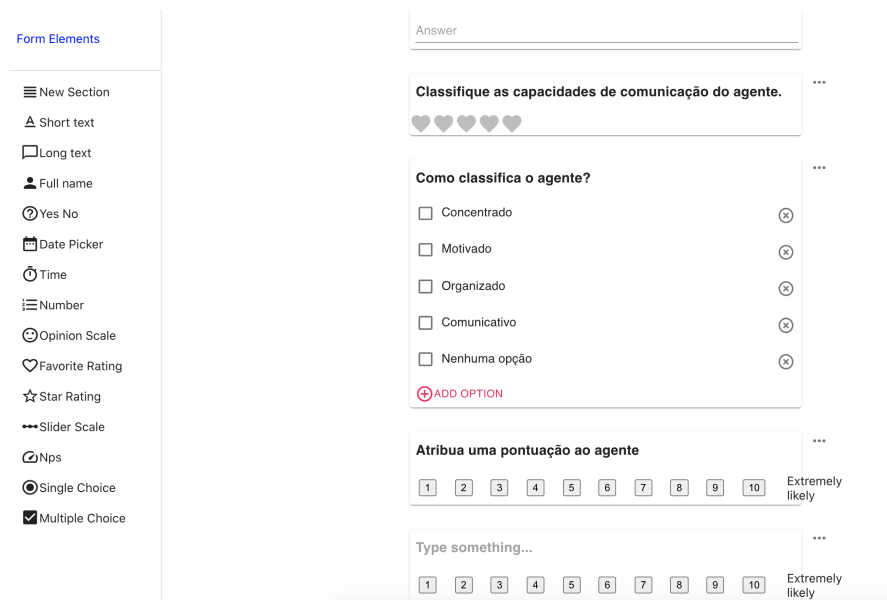 Form Elements
New Section
Short text
Long text
Full name
Yes No
Date Picker
Time
Number
Opinion Scale
Favorite Rating
Star Rating
Slider Scale
Nps
Single Choice
Multiple Choice
Answer
Classifique as capacidades de comunicação do agente.
Como classifica o agente?
Concentrado
Motivado
Organizado
Comunicativo
Nenhuma opção
ADD OPTION
Atribua uma pontuação ao agente
1 2 3 4 5 6 7 8 9 10 Extremely
likely
Type something...
1 2 3 4 5 6 7 8 9 10 Extremely
likely